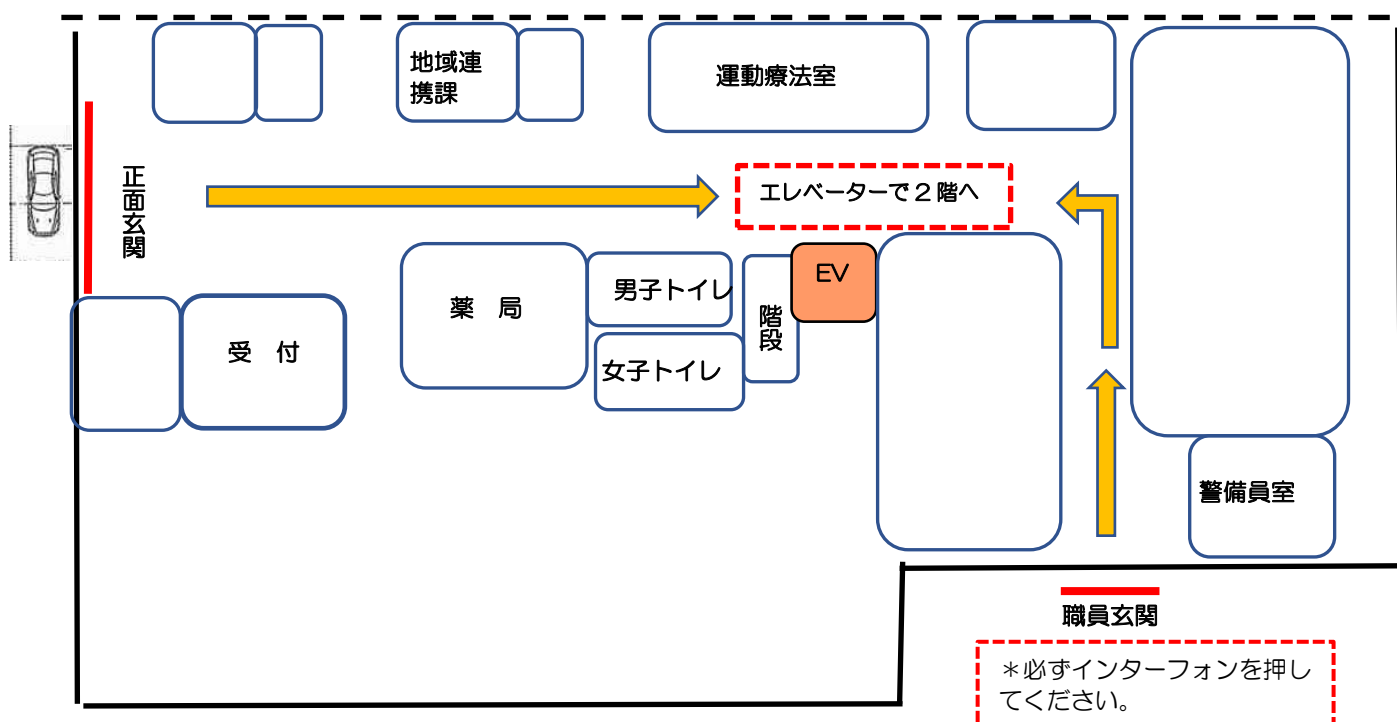 地域連
携課
運動療法室
正面玄関
エレベーターで２階へ
EV
男子トイレ
薬　局
階段
受　付
女子トイレ
警備員室
職員玄関
＊必ずインターフォンを押し
てください。